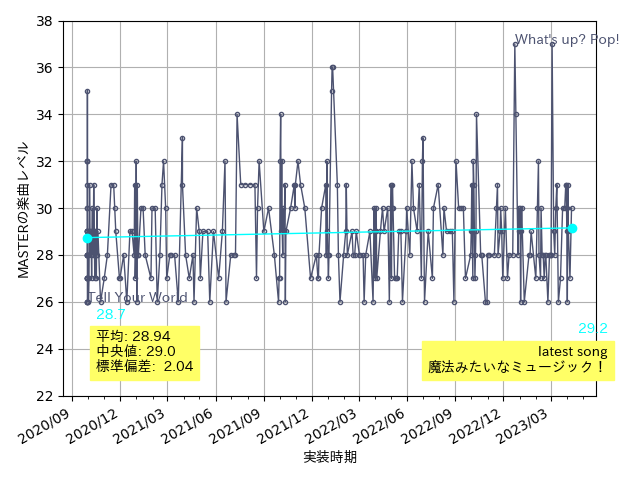 38
36
34
32
30
28
26
24
22
MASTERの楽曲レベル
What's up? Pop!
Tell Your World
28.7
29.2
平均: 28.94
中央値: 29.0
標準偏差: 2.04
latest song
魔法みたいなミュージック！
2020/09
2020/12
2021/03
2021/06
2021/09
2021/12
2022/03
2022/06
2022/09
2022/12
2023/03
実装時期